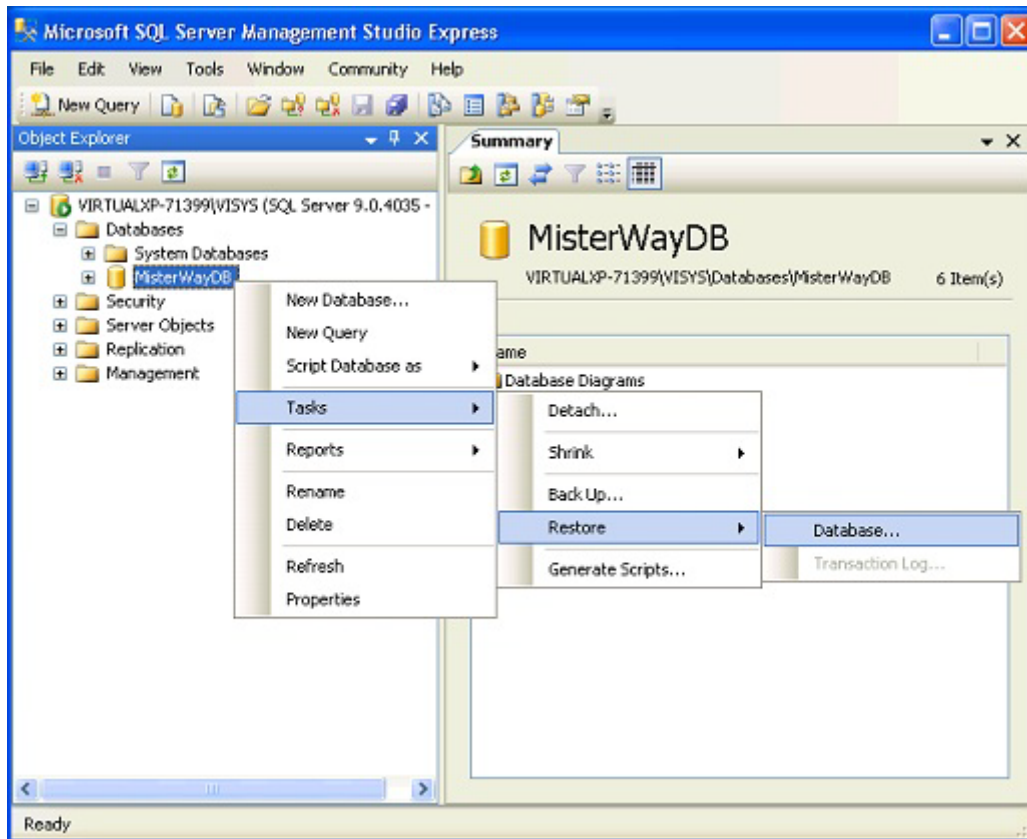 Microsoft SQL Server Management Studio Express
File Edit View Tools Window Community Help
New Query
Object Explorer
VIRTUALXP-71399\VISYS (SQL Server 9.0.4035 -
Databases
System Databases
MisterWayDB
Security
Server Objects
Replication
Management
New Database...
New Query
Script Database as
Tasks
Reports
Rename
Delete
Refresh
Properties
Detach...
Shrink
Back Up...
Restore
Generate Scripts...
Database...
Transaction Log...
Summary
MisterWayDB
VIRTUALXP-71399\VISYS\Databases\MisterWayDB 6 Item(s)
ame
Database Diagrams
Ready